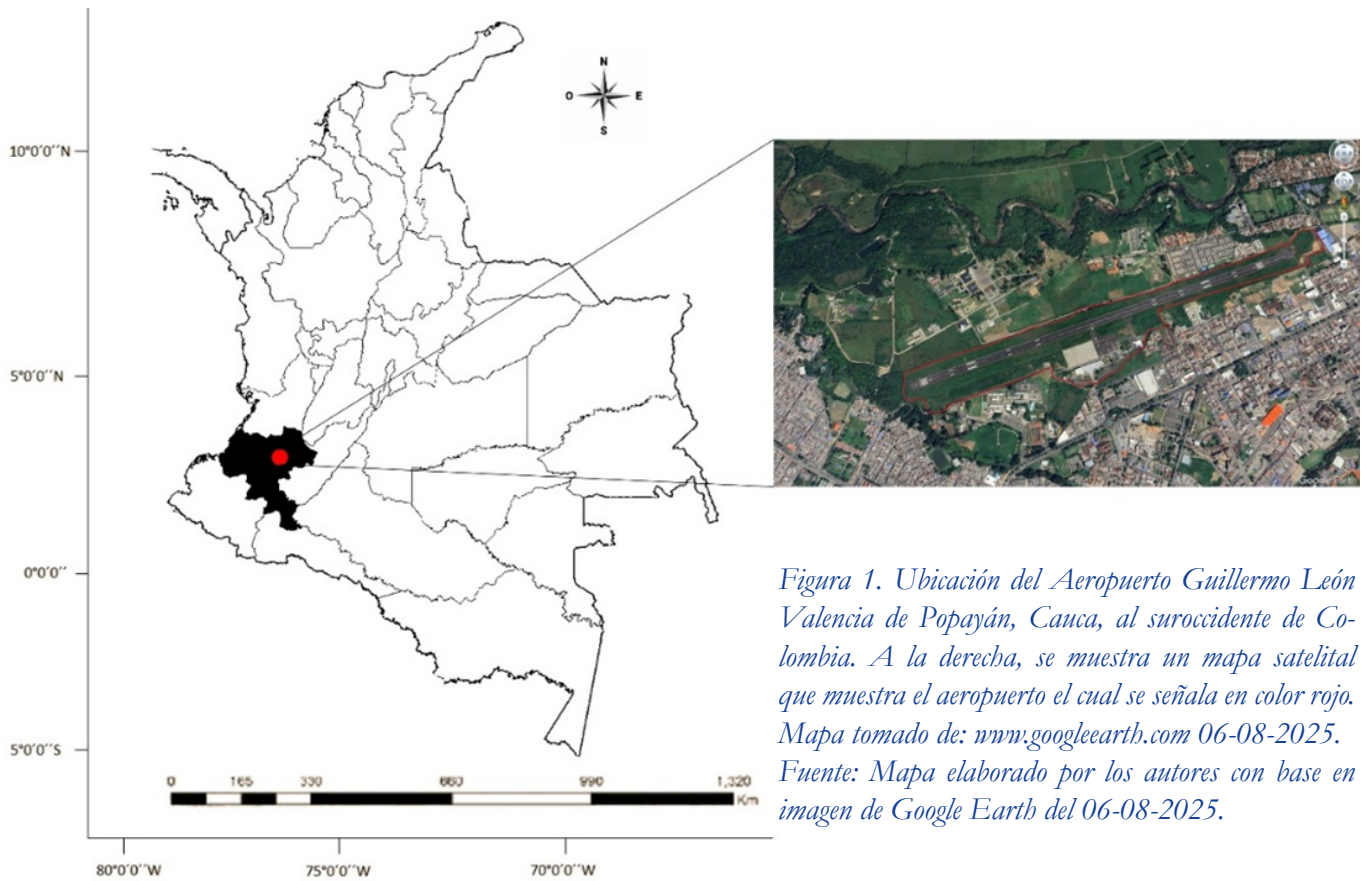 N
O E
S
10°0'0''N
5°0'0''N
0°0'0''
5°0'0''S
0 165 330 660 990 1,320
Km
80°0'0''W 75°0'0''W 70°0'0''W
Google Earth
Figura 1. Ubicación del Aeropuerto Guillermo León
Valencia de Popayán, Cauca, al suroccidente de Co-
lombia. A la derecha, se muestra un mapa satelital
que muestra el aeropuerto el cual se señala en color rojo.
Mapa tomado de: www.googleearth.com 06-08-2025.
Fuente: Mapa elaborado por los autores con base en
imagen de Google Earth del 06-08-2025.